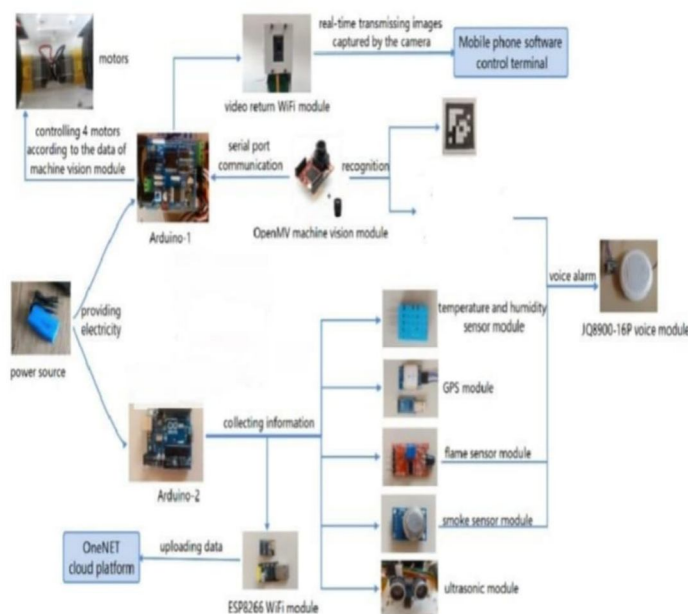 real-time transmissing images
captured by the camera
Mobile phone software
control terminal
motors
video return WiFi module
controlling 4 motors
according to the data of
machine vision module
serial port
communication
recognition
Arduino-1
OpenMV machine vision module
voice alarm
providing
electricity
temperature and humidity
sensor module
JQ8900-16P voice module
power source
GPS module
collecting information
flame sensor module
Arduino-2
smoke sensor module
OneNET
cloud platform
uploading data
ESP8266 WiFi module
ultrasonic module